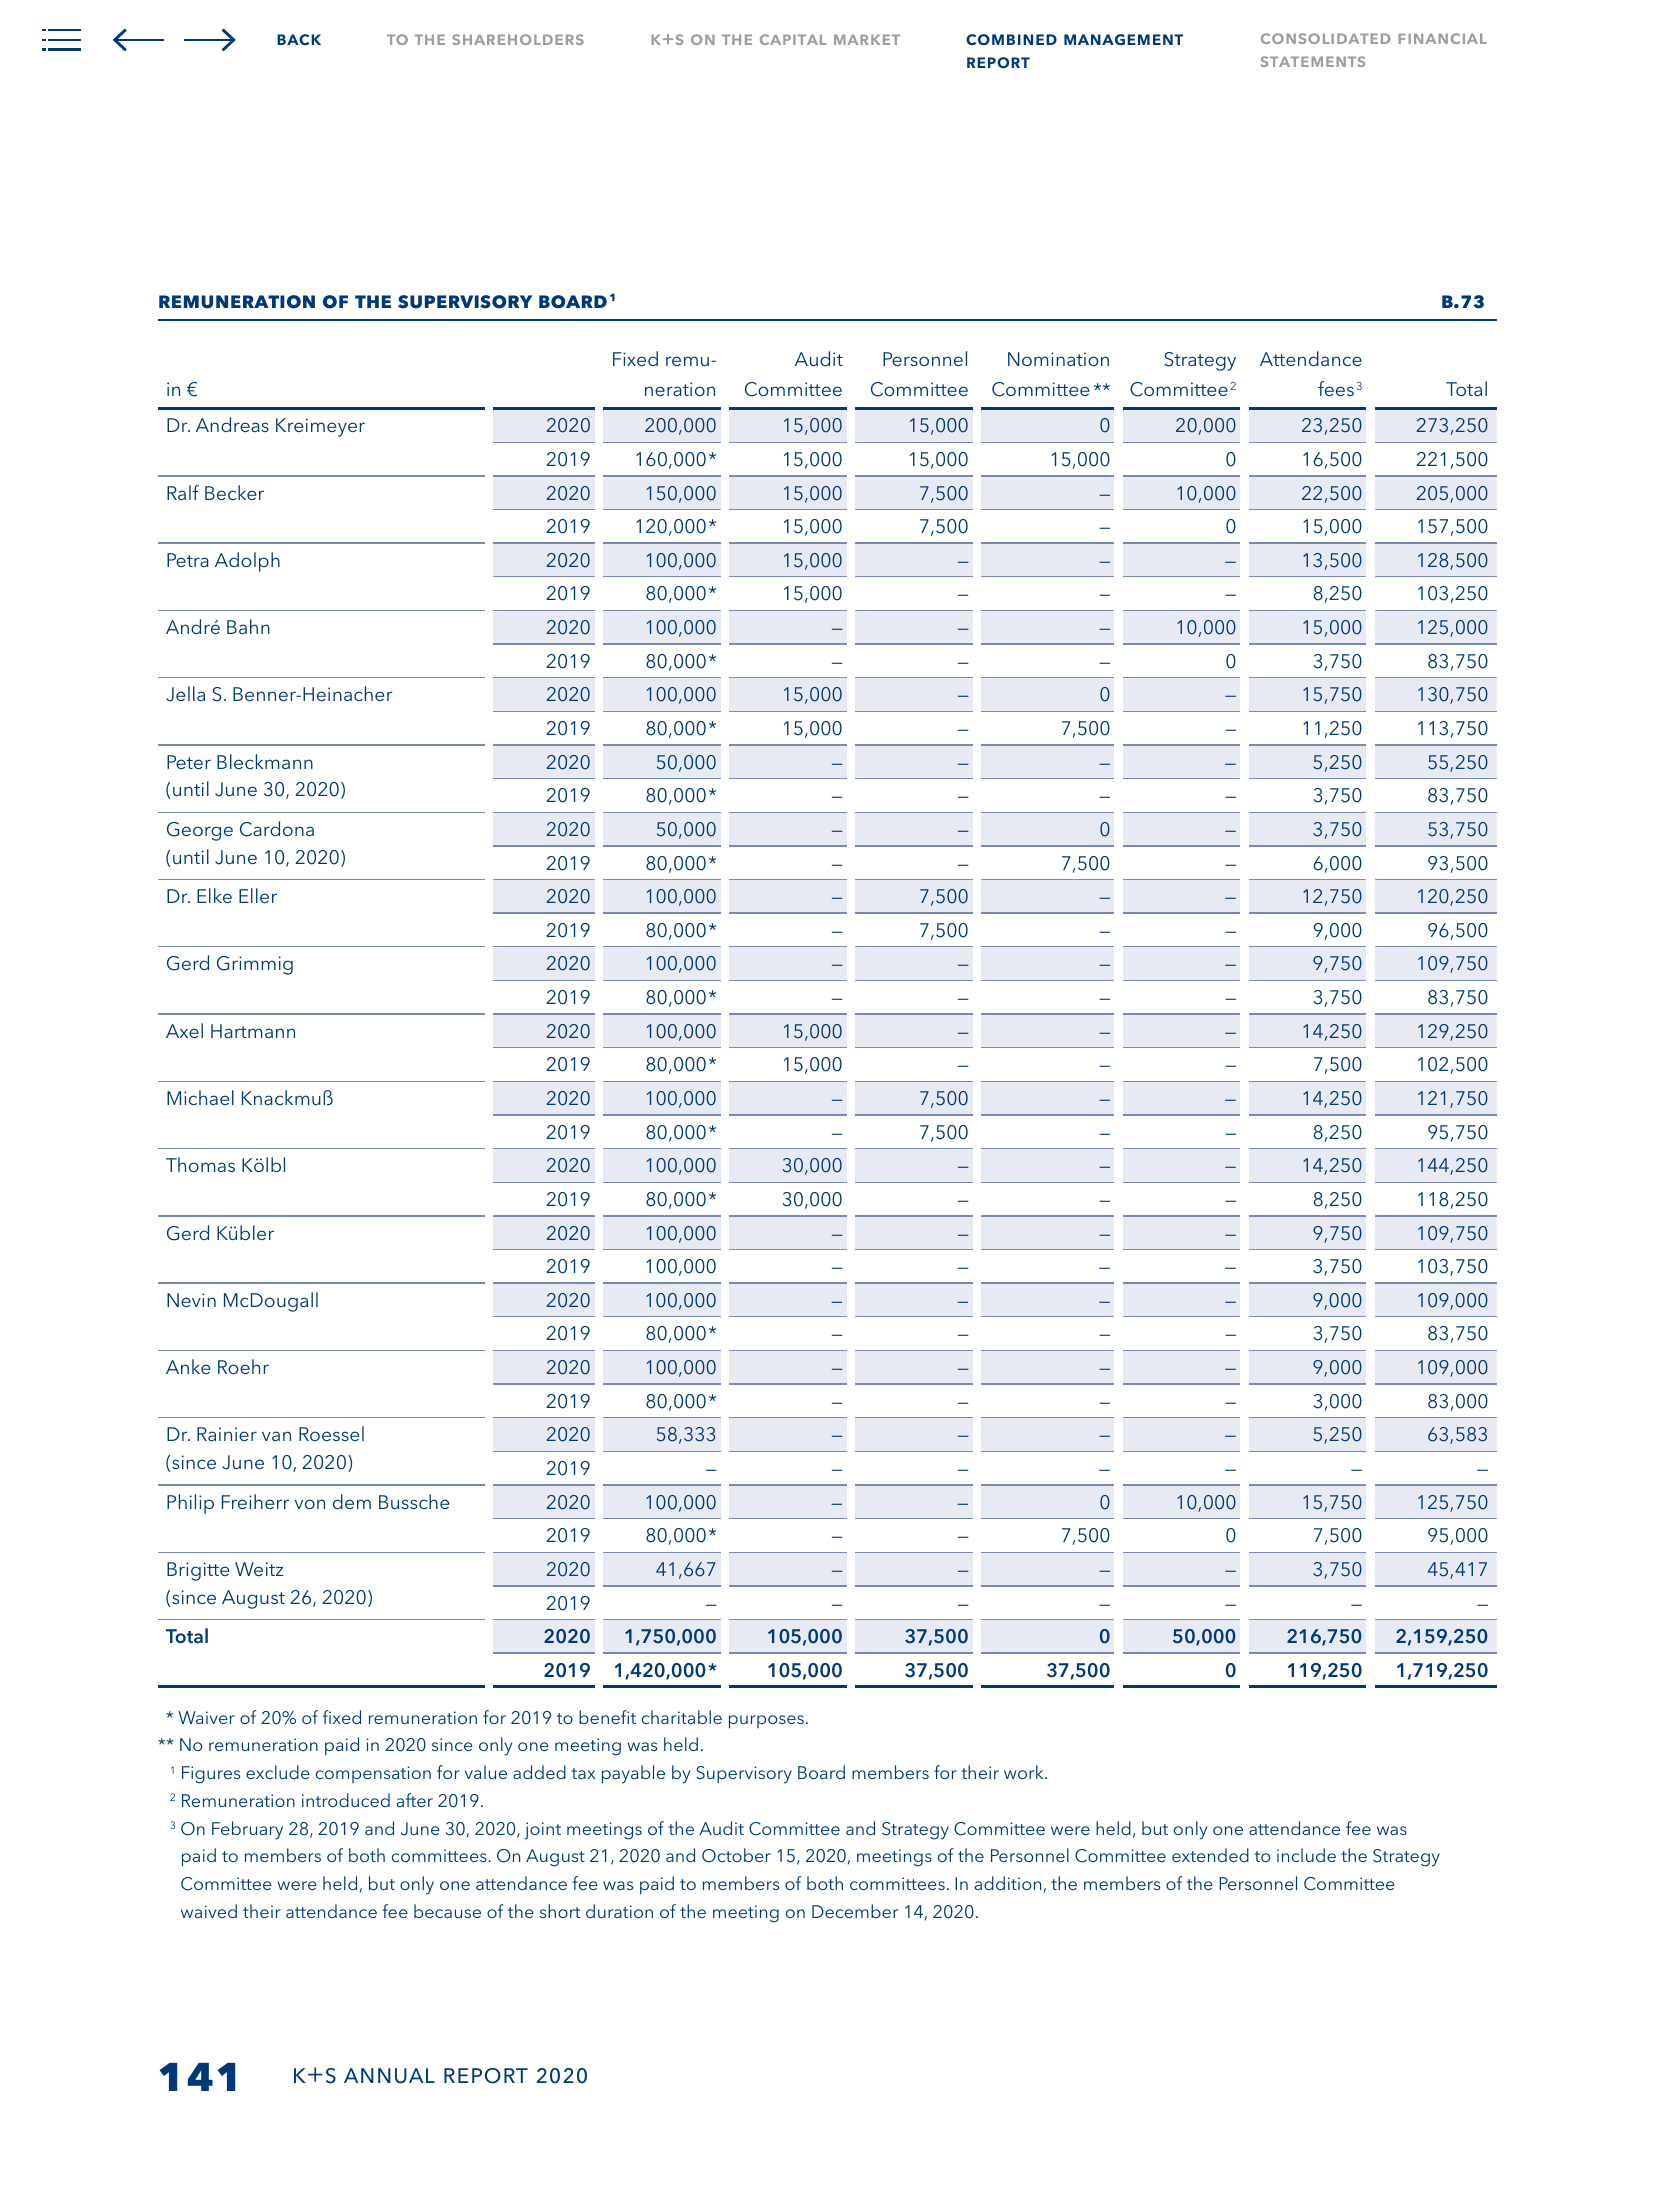 BACK TO THE SHAREHOLDERS K+S ON THE CAPITAL MARKET COMBINED MANAGEMENT REPORT CONSOLIDATED FINANCIAL STATEMENTS
REMUNERATION OF THE SUPERVISORY BOARD¹ B.73
in € Fixed remu-neration Audit Committee Personnel Committee Nomination Committee** Strategy Committee² Attendance fees³ Total
Dr. Andreas Kreimeyer 2020 200,000 15,000 15,000 0 20,000 23,250 273,250
2019 160,000* 15,000 15,000 15,000 0 16,500 221,500
Ralf Becker 2020 150,000 15,000 7,500 – 10,000 22,500 205,000
2019 120,000* 15,000 7,500 – 0 15,000 157,500
Petra Adolph 2020 100,000 15,000 – – – 13,500 128,500
2019 80,000* 15,000 – – – 8,250 103,250
André Bahn 2020 100,000 – – – 10,000 15,000 125,000
2019 80,000* – – – 0 3,750 83,750
Jella S. Benner-Heinacher 2020 100,000 15,000 – 0 – 15,750 130,750
2019 80,000* 15,000 – 7,500 – 11,250 113,750
Peter Bleckmann 2020 50,000 – – – – 5,250 55,250
(until June 30, 2020) 2019 80,000* – – – – 3,750 83,750
George Cardona 2020 50,000 – – 0 – 3,750 53,750
(until June 10, 2020) 2019 80,000* – – 7,500 – 6,000 93,500
Dr. Elke Eller 2020 100,000 – 7,500 – – 12,750 120,250
2019 80,000* – 7,500 – – 9,000 96,500
Gerd Grimmig 2020 100,000 – – – – 9,750 109,750
2019 80,000* – – – – 3,750 83,750
Axel Hartmann 2020 100,000 15,000 – – – 14,250 129,250
2019 80,000* 15,000 – – – 7,500 102,500
Michael Knackmuß 2020 100,000 – 7,500 – – 14,250 121,750
2019 80,000* – 7,500 – – 8,250 95,750
Thomas Kölbl 2020 100,000 30,000 – – – 14,250 144,250
2019 80,000* 30,000 – – – 8,250 118,250
Gerd Kübler 2020 100,000 – – – – 9,750 109,750
2019 100,000 – – – – 3,750 103,750
Nevin McDougall 2020 100,000 – – – – 9,000 109,000
2019 80,000* – – – – 3,750 83,750
Anke Roehr 2020 100,000 – – – – 9,000 109,000
2019 80,000* – – – – 3,000 83,000
Dr. Rainier van Roessel 2020 58,333 – – – – 5,250 63,583
(since June 10, 2020) 2019 – – – – – – –
Philip Freiherr von dem Bussche 2020 100,000 – – 0 10,000 15,750 125,750
2019 80,000* – – 7,500 0 7,500 95,000
Brigitte Weitz 2020 41,667 – – – – 3,750 45,417
(since August 26, 2020) 2019 – – – – – – –
Total 2020 1,750,000 105,000 37,500 0 50,000 216,750 2,159,250
2019 1,420,000* 105,000 37,500 37,500 0 119,250 1,719,250
* Waiver of 20% of fixed remuneration for 2019 to benefit charitable purposes.
** No remuneration paid in 2020 since only one meeting was held.
¹ Figures exclude compensation for value added tax payable by Supervisory Board members for their work.
² Remuneration introduced after 2019.
³ On February 28, 2019 and June 30, 2020, joint meetings of the Audit Committee and Strategy Committee were held, but only one attendance fee was
paid to members of both committees. On August 21, 2020 and October 15, 2020, meetings of the Personnel Committee extended to include the Strategy
Committee were held, but only one attendance fee was paid to members of both committees. In addition, the members of the Personnel Committee
waived their attendance fee because of the short duration of the meeting on December 14, 2020.
141 K+S ANNUAL REPORT 2020